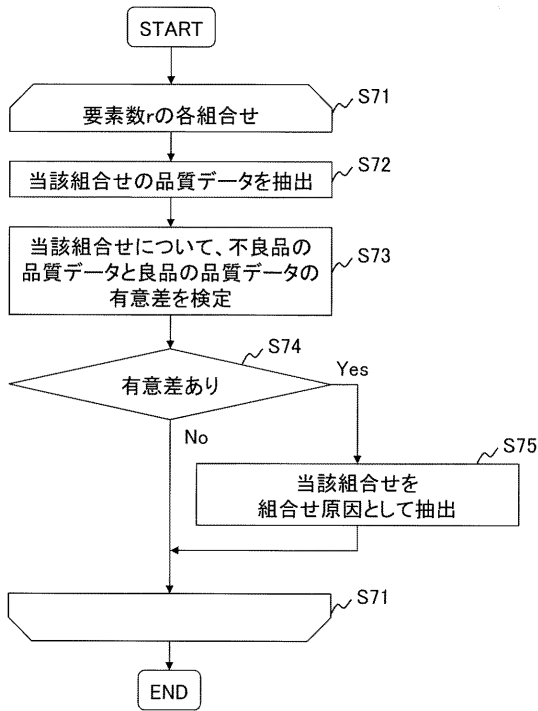 START
S71
要素数rの各組合せ
S72
当該組合せの品質データを抽出
S73
当該組合せについて、不良品の
品質データと良品の品質データの
有意差を検定
S74
有意差あり
Yes
No
S75
当該組合せを
組合せ原因として抽出
S71
END